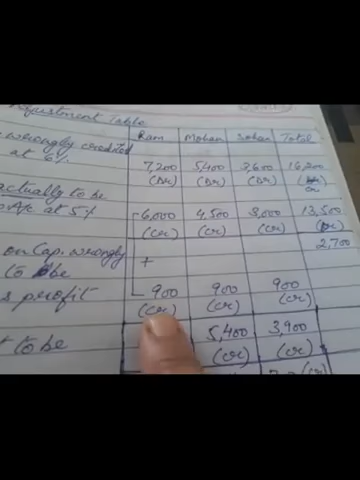 Adjustment Table
Ram Mohan Sohan Total
wrongly credited
at 6%
7,200 5,400 3,600 16,200
(Dr) (Dr) (Dr) Cr
actually to be
A/c at 5%
6,000 4,500 3,000 13,500
(Cr) (Cr) (Cr)
2,700
on Cap. wrongly
to be
+
s profit
900 900 900
(Cr) (Cr) (Cr)
5,400 3,900
to be
(Cr) (Cr)